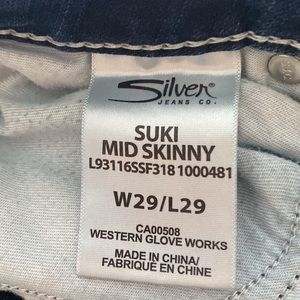 Silver
JEANS CO.
SUKI
MID SKINNY
L93116SSF318 1000481
W29/L29
CA00508
WESTERN GLOVE WORKS
MADE IN CHINA/
FABRIQUÉ EN CHINE